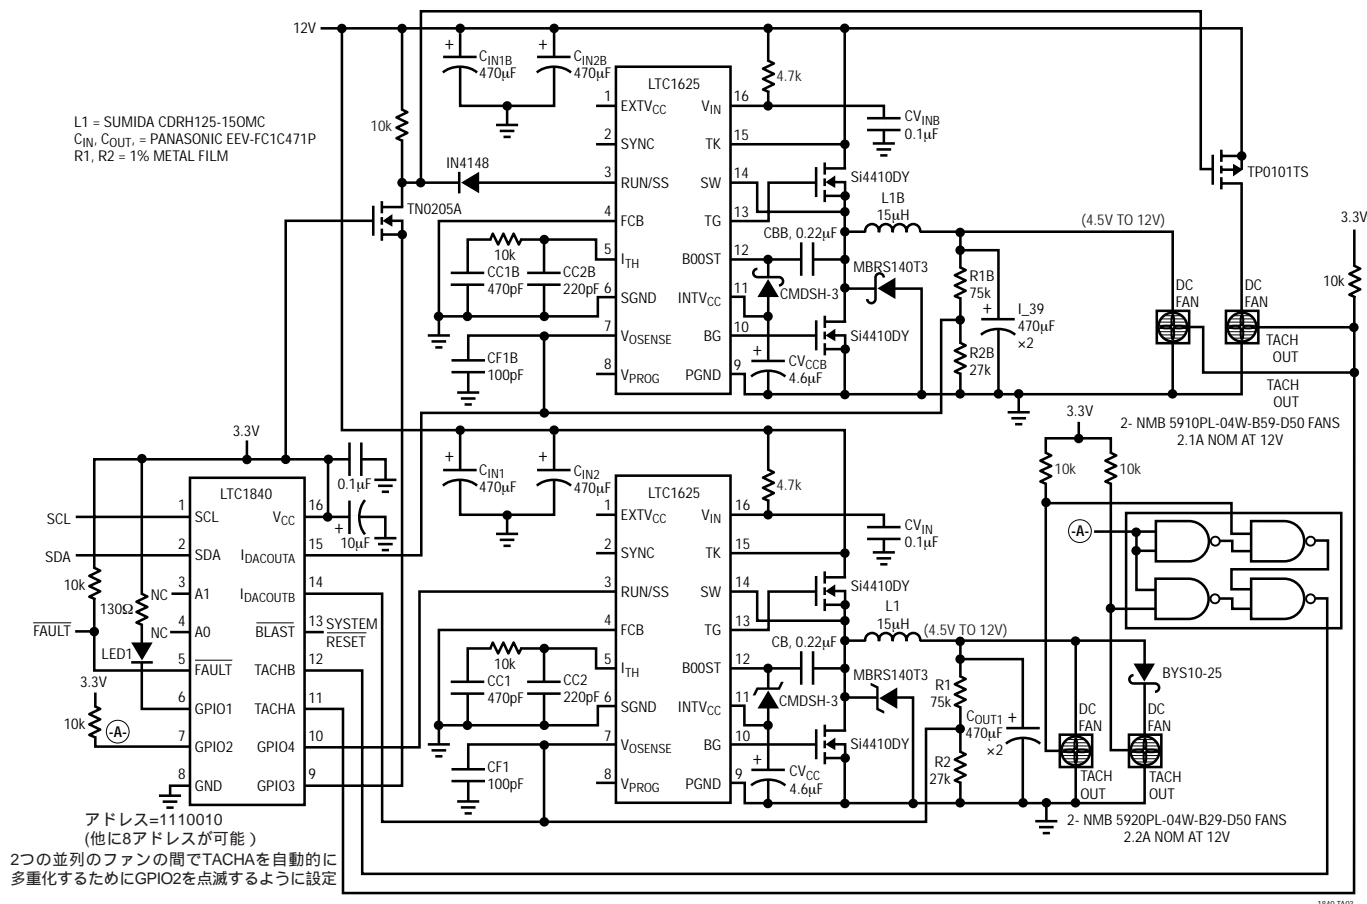 12V
CIN1B
470µF
CIN2B
470µF
4.7k
LTC1625
L1 = SUMIDA CDRH125-150MC
CIN, COUT, = PANASONIC EEV-FC1C471P
R1, R2 = 1% METAL FILM
10k
1 EXTVCC
VIN 16
CVINB
0.1µF
2 SYNC
TK 15
IN4148
3 RUN/SS
SW 14
Si4410DY
TP0101TS
TN0205A
4 FCB
TG 13
L1B
15µH
(4.5V TO 12V)
3.3V
10k
CC1B
470pF
CC2B
220pF
5 ITH
B00ST 12
CBB, 0.22µF
MBRS140T3
CMDSH-3
6 SGND
INTVCC 11
R1B
75k
I_39
470µF
×2
DC
FAN
DC
FAN
10k
7 VOSENSE
BG 10
Si4410DY
TACH
OUT
CF1B
100pF
8 VPROG
PGND 9
CVCCB
4.6µF
R2B
27k
TACH
OUT
2- NMB 5910PL-04W-B59-D50 FANS
2.1A NOM AT 12V
3.3V
10k
10k
3.3V
0.1µF
10µF
CIN1
470µF
CIN2
470µF
4.7k
LTC1625
LTC1840
SCL
1 SCL
VCC 16
SDA
2 SDA
IDACOUTA 15
10k
NC 3 A1
IDACOUTB 14
130Ω
NC 4 A0
BLAST 13 SYSTEM
RESET
FAULT
LED1
5 FAULT
TACHB 12
3.3V
6 GPIO1
TACHA 11
10k
-A-
7 GPIO2
GPIO4 10
8 GND
GPIO3 9
1 EXTVCC
VIN 16
CVIN
0.1µF
2 SYNC
TK 15
3 RUN/SS
SW 14
Si4410DY
-A-
4 FCB
TG 13
L1
15µH
(4.5V TO 12V)
10k
CC1
470pF
CC2
220pF
5 ITH
B00ST 12
CB, 0.22µF
MBRS140T3
CMDSH-3
6 SGND
INTVCC 11
R1
75k
COUT1
470µF
×2
BYS10-25
DC
FAN
DC
FAN
7 VOSENSE
BG 10
Si4410DY
CF1
100pF
8 VPROG
PGND 9
CVCC
4.6µF
R2
27k
TACH
OUT
TACH
OUT
2- NMB 5920PL-04W-B29-D50 FANS
2.2A NOM AT 12V
アドレス=1110010
(他に8アドレスが可能)
2つの並列のファンの間でTACHAを自動的に
多重化するためにGPIO2を点滅するように設定
1840 TA03